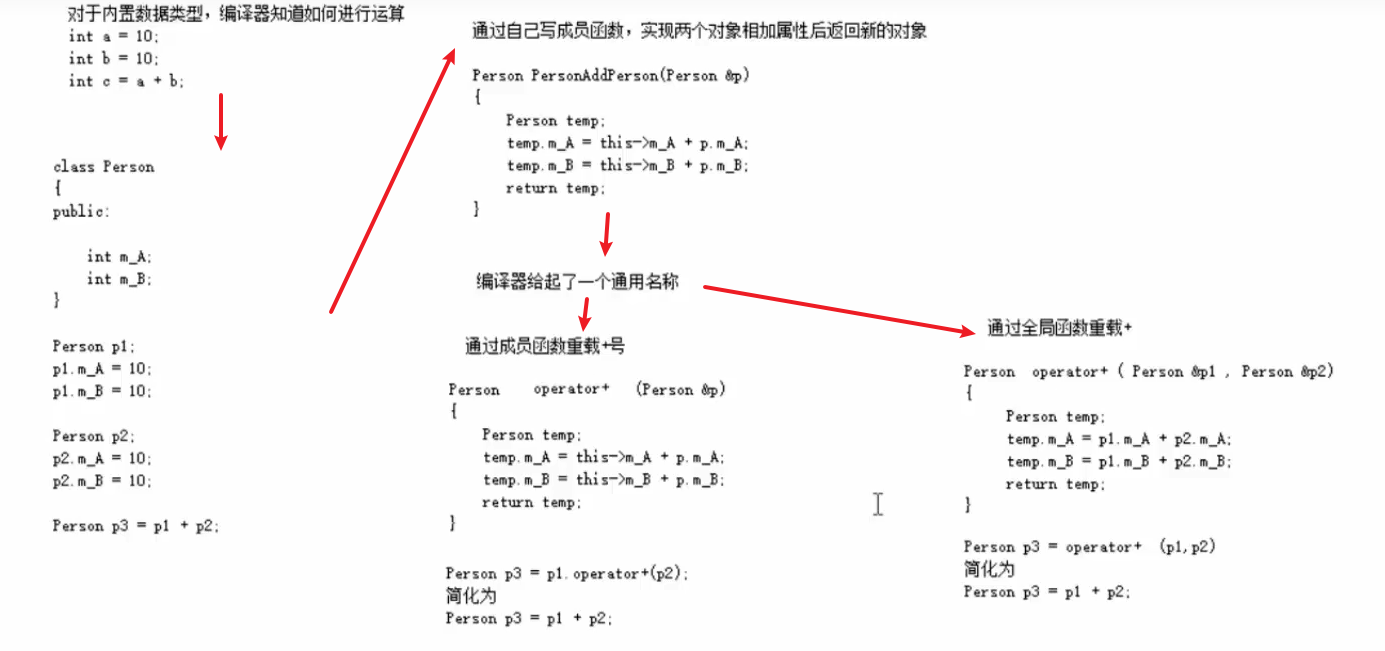 对于内置数据类型，编译器知道如何进行运算
int a = 10;
int b = 10;
int c = a + b;
class Person
{
public:
int m_A;
int m_B;
}
Person p1;
p1.m_A = 10;
p1.m_B = 10;
Person p2;
p2.m_A = 10;
p2.m_B = 10;
Person p3 = p1 + p2;
通过自己写成员函数，实现两个对象相加属性后返回新的对象
Person PersonAddPerson(Person &p)
{
Person temp;
temp.m_A = this->m_A + p.m_A;
temp.m_B = this->m_B + p.m_B;
return temp;
}
编译器给起了一个通用名称
通过成员函数重载+号
Person operator+ (Person &p)
{
Person temp;
temp.m_A = this->m_A + p.m_A;
temp.m_B = this->m_B + p.m_B;
return temp;
}
Person p3 = p1.operator+(p2);
简化为
Person p3 = p1 + p2;
通过全局函数重载+
Person operator+ ( Person &p1 , Person &p2)
{
Person temp;
temp.m_A = p1.m_A + p2.m_A;
temp.m_B = p1.m_B + p2.m_B;
return temp;
}
Person p3 = operator+ (p1,p2)
简化为
Person p3 = p1 + p2;